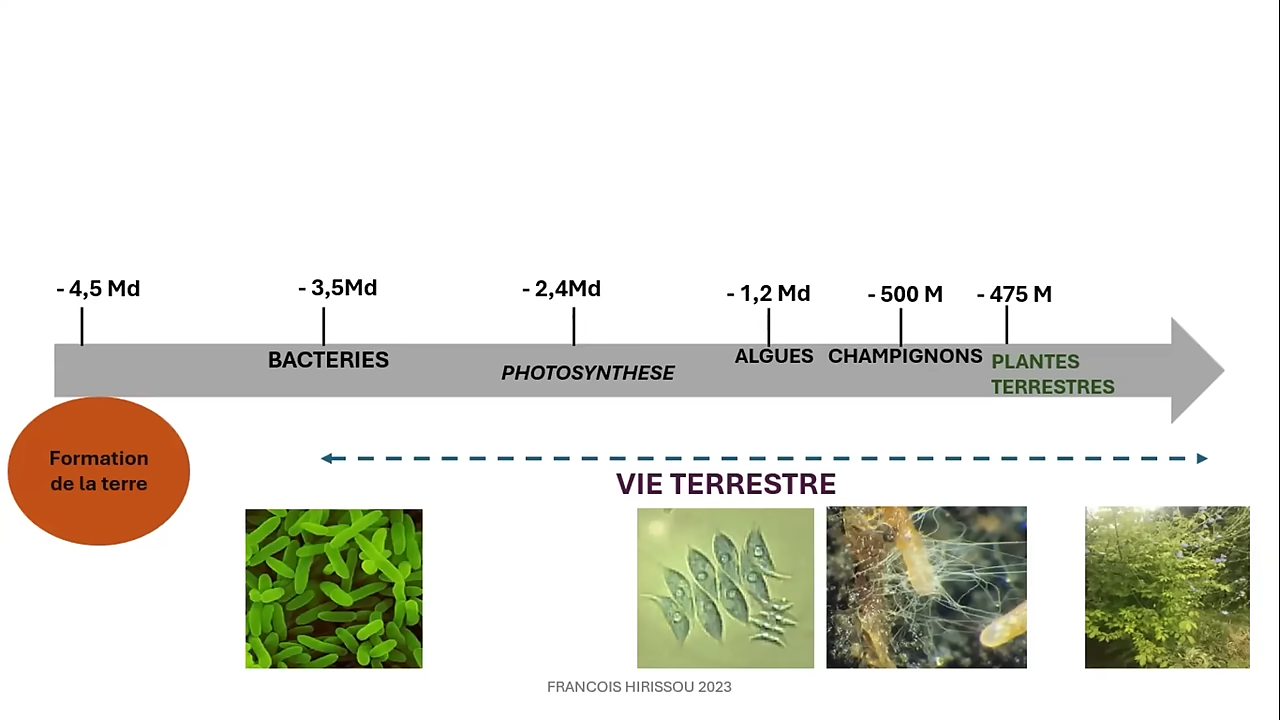 - 4,5 Md
- 3,5Md
- 2,4Md
- 1,2 Md
- 500 M
- 475 M
BACTERIES
PHOTOSYNTHESE
ALGUES
CHAMPIGNONS
PLANTES
TERRESTRES
Formation
de la terre
VIE TERRESTRE
FRANCOIS HIRISSOU 2023